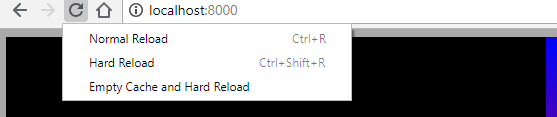 localhost:8000
Normal Reload Ctrl+R
Hard Reload Ctrl+Shift+R
Empty Cache and Hard Reload